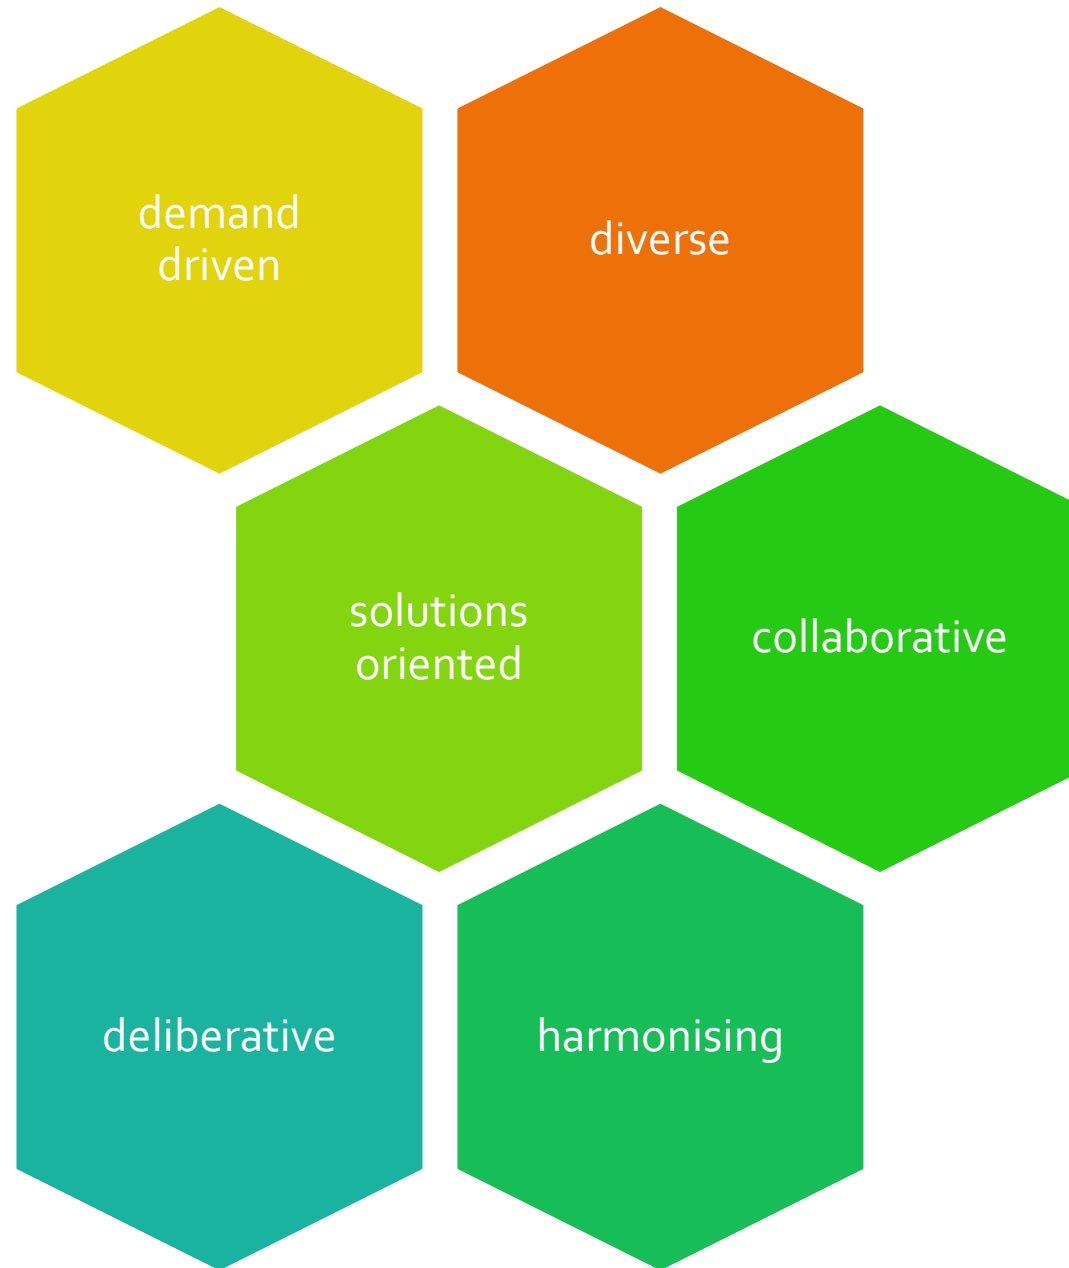 demand
driven
diverse
solutions
oriented
collaborative
deliberative
harmonising